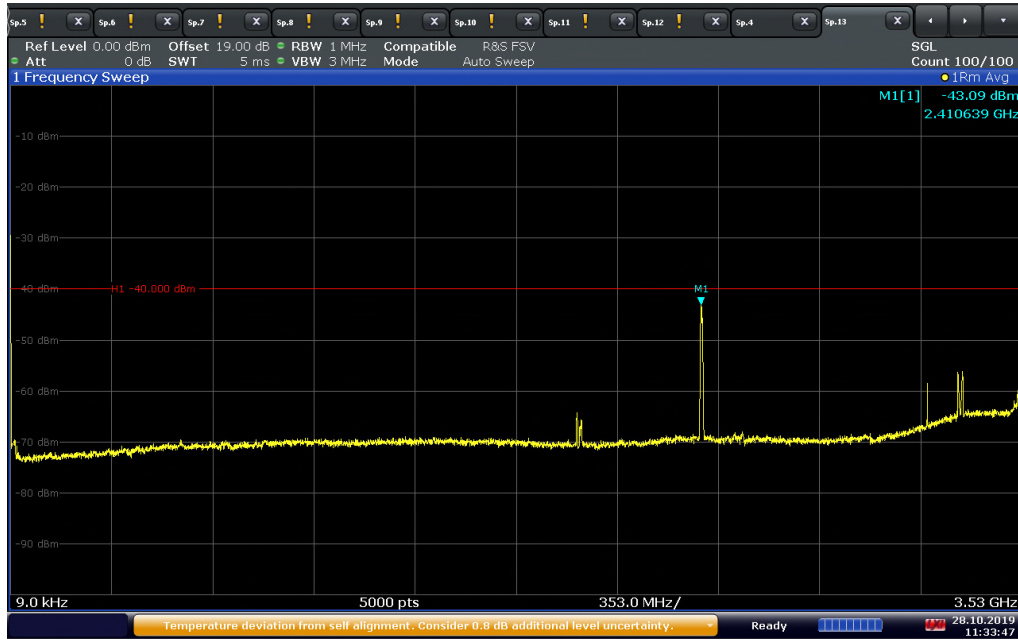 Sp.5 ! X Sp.6 ! X Sp.7 ! X Sp.8 ! X Sp.9 ! X Sp.10 ! X Sp.11 ! X Sp.12 ! X Sp.4 X Sp.13 X
Ref Level 0.00 dBm Offset 19.00 dB RBW 1 MHz Compatible R&S FSV SGL
Att 0 dB SWT 5 ms VBW 3 MHz Mode Auto Sweep Count 100/100
1 Frequency Sweep 1Rm Avg
M1[1] -43.09 dBm
2.410639 GHz
-10 dBm
-20 dBm
-30 dBm
-40 dBm H1 -40.000 dBm M1
-50 dBm
-60 dBm
-70 dBm
-80 dBm
-90 dBm
9.0 kHz 5000 pts 353.0 MHz/ 3.53 GHz
Temperature deviation from self alignment. Consider 0.8 dB additional level uncertainty. Ready 28.10.2019
11:33:47